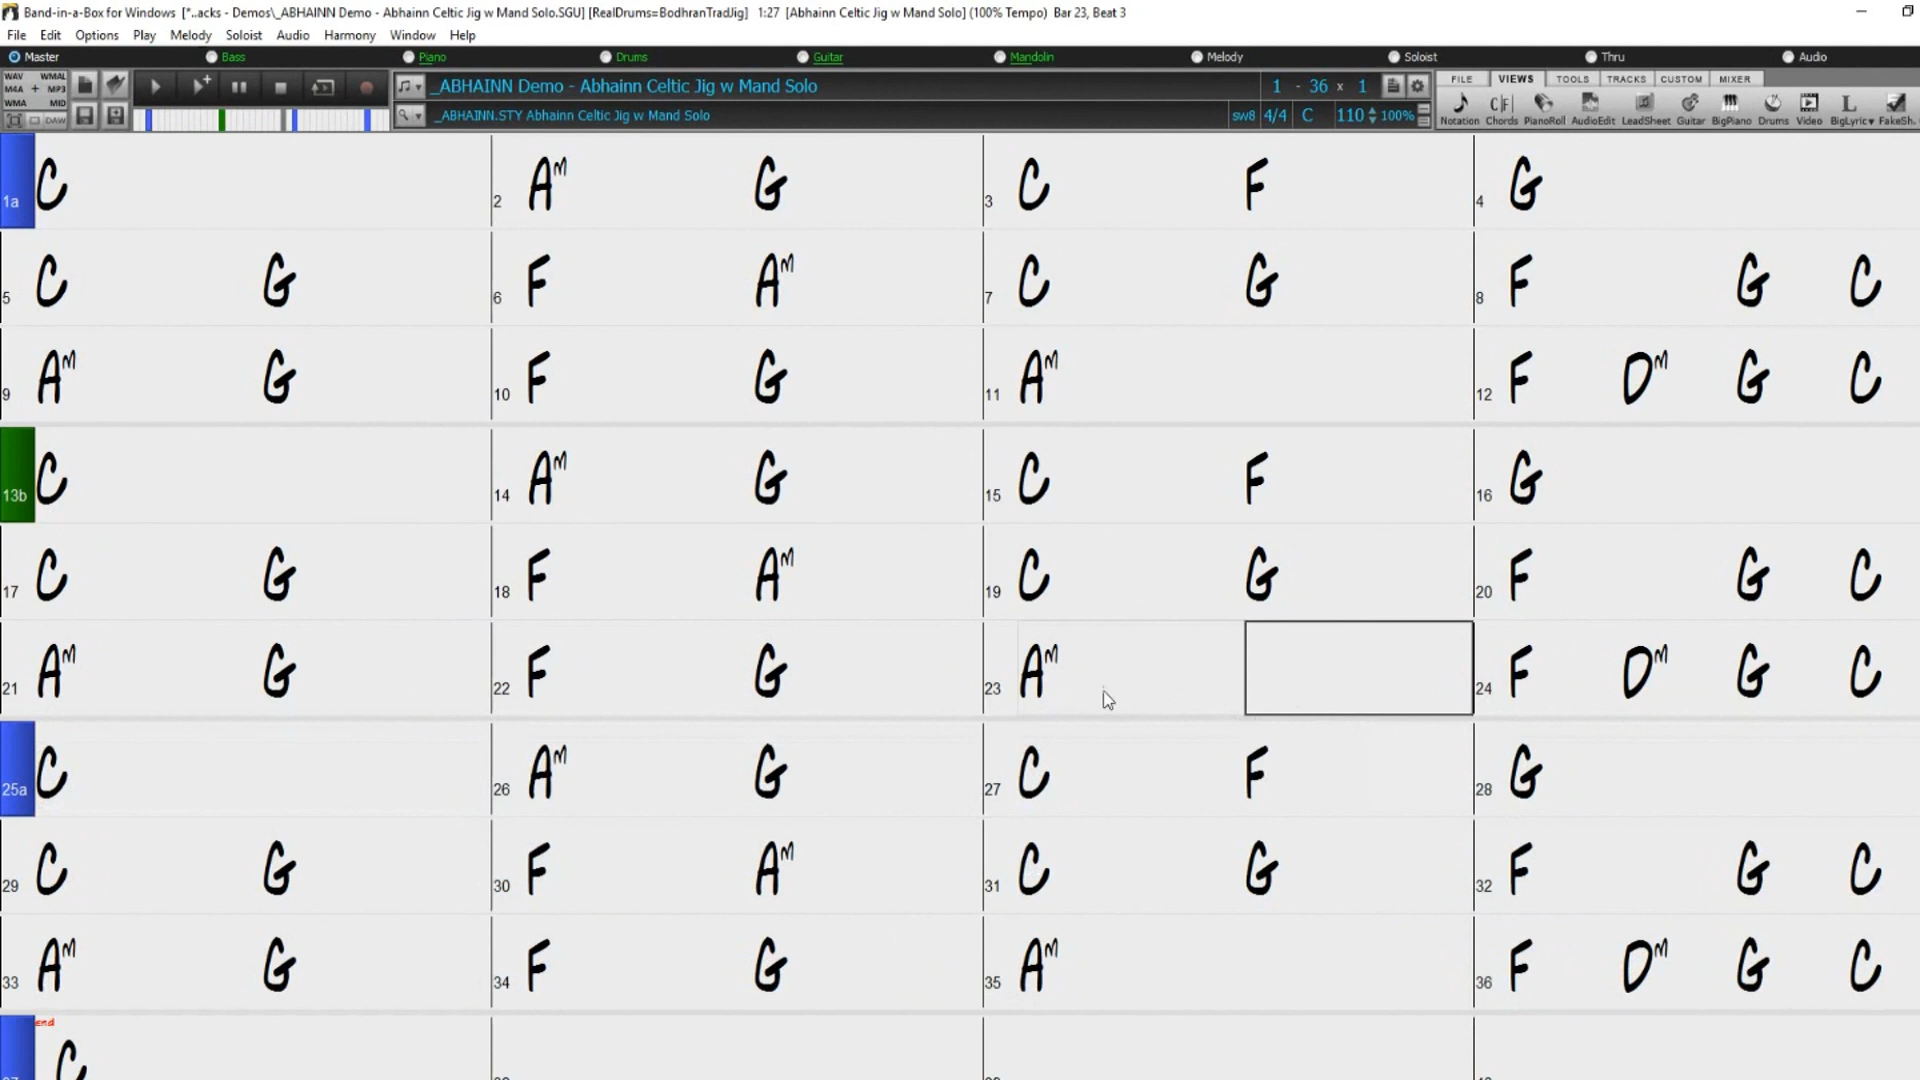 Band-in-a-Box for Windows [*..acks - Demos\_ABHAINN Demo - Abhainn Celtic Jig w Mand Solo.SGU] [RealDrums=BodhranTradJig] 1:27 [Abhainn Celtic Jig w Mand Solo] (100% Tempo) Bar 23, Beat 3
File Edit Options Play Melody Soloist Audio Harmony Window Help
Master Bass Piano Drums Guitar Mandolin Melody Soloist Thru Audio
WAV WMAL
M4A + MP3
WMA MID
DAW
_ABHAINN Demo - Abhainn Celtic Jig w Mand Solo 1 - 36 x 1
_ABHAINN.STY Abhainn Celtic Jig w Mand Solo sw8 4/4 C 110 100%
FILE VIEWS TOOLS TRACKS CUSTOM MIXER
Notation Chords PianoRoll AudioEdit LeadSheet Guitar BigPiano Drums Video BigLyric FakeSh.
1a C 2 Am G 3 C F 4 G
5 C G 6 F Am 7 C G 8 F G C
9 Am G 10 F G 11 Am 12 F Dm G C
13b C 14 Am G 15 C F 16 G
17 C G 18 F Am 19 C G 20 F G C
21 Am G 22 F G 23 Am 24 F Dm G C
25a C 26 Am G 27 C F 28 G
29 C G 30 F Am 31 C G 32 F G C
33 Am G 34 F G 35 Am 36 F Dm G C
end
C